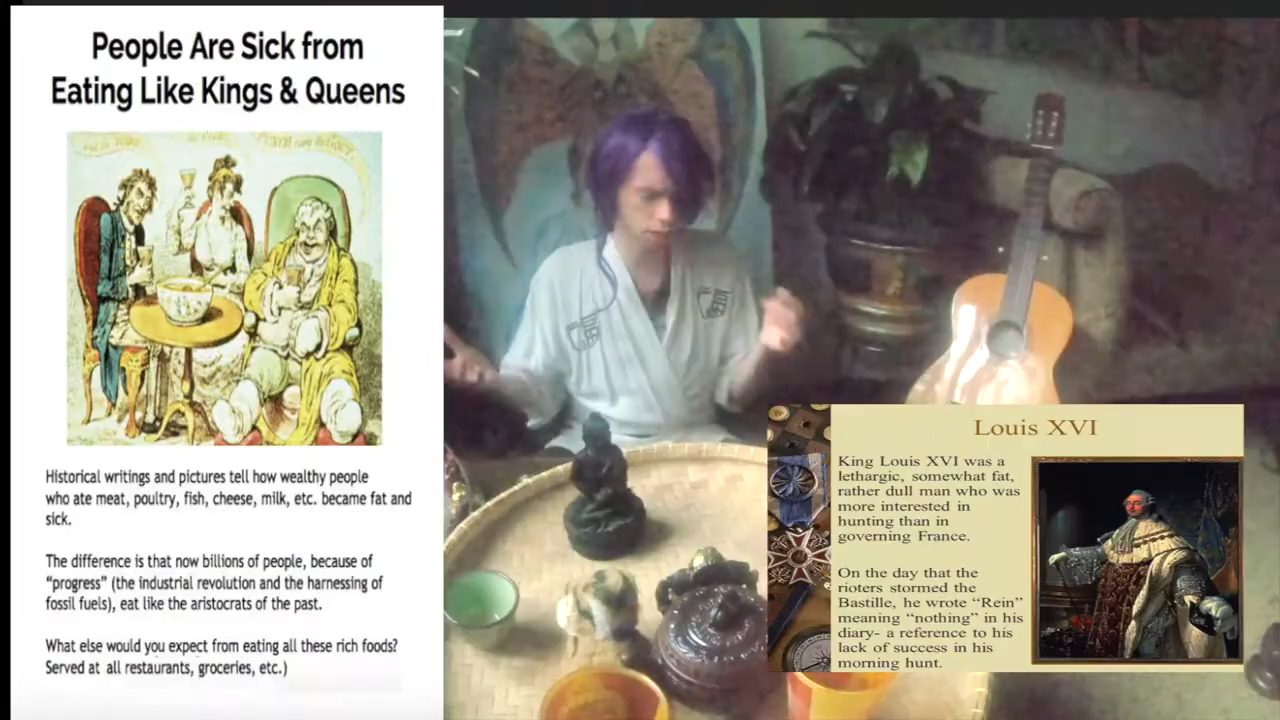 People Are Sick from
Eating Like Kings & Queens
Historical writings and pictures tell how wealthy people
who ate meat, poultry, fish, cheese, milk, etc. became fat and
sick.
The difference is that now billions of people, because of
“progress” (the industrial revolution and the harnessing of
fossil fuels), eat like the aristocrats of the past.
What else would you expect from eating all these rich foods?
Served at all restaurants, groceries, etc.)
Louis XVI
King Louis XVI was a
lethargic, somewhat fat,
rather dull man who was
more interested in
hunting than in
governing France.
On the day that the
rioters stormed the
Bastille, he wrote “Rein”
meaning “nothing” in his
diary- a reference to his
lack of success in his
morning hunt.